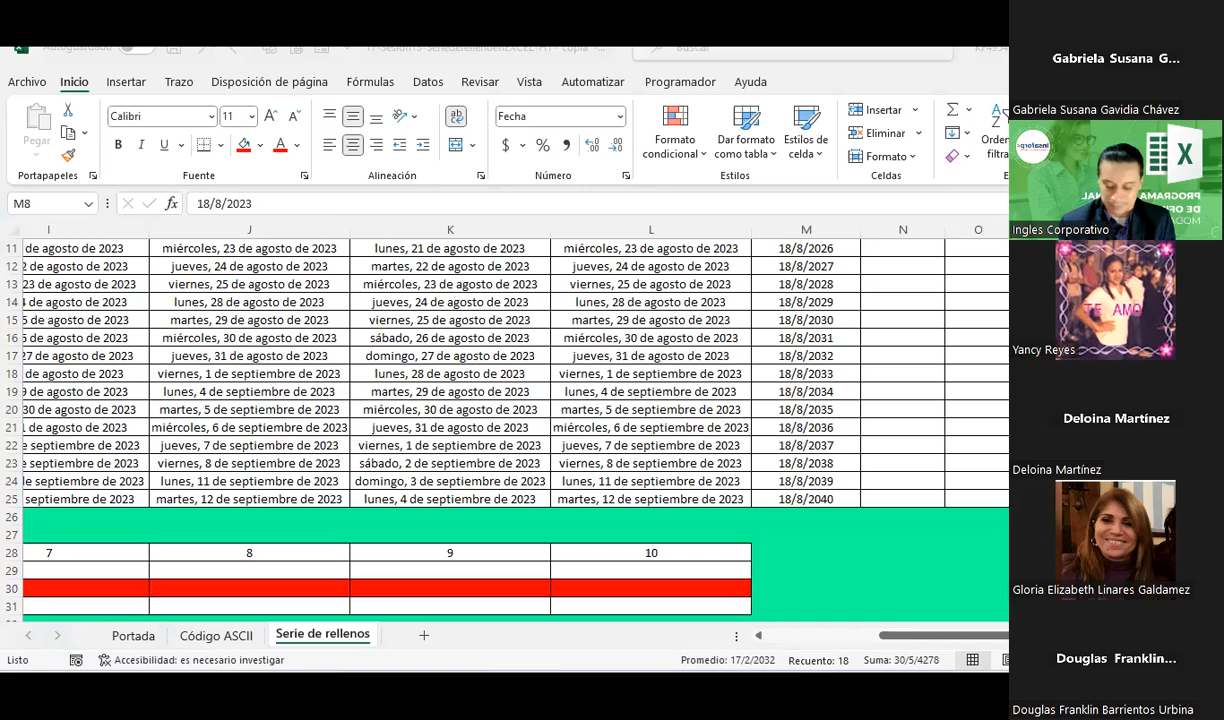 Autoguardado
Buscar
Archivo Inicio Insertar Trazo Disposición de página Fórmulas Datos Revisar Vista Automatizar Programador Ayuda
Pegar
Calibri 11
N K S
ab
Fecha
$ % 000
Formato condicional
Dar formato como tabla
Estilos de celda
Insertar
Eliminar
Formato
Portapapeles Fuente Alineación Número Estilos Celdas
M8 fx 18/8/2023
I J K L M N O
11 de agosto de 2023 miércoles, 23 de agosto de 2023 lunes, 21 de agosto de 2023 miércoles, 23 de agosto de 2023 18/8/2026
12 2 de agosto de 2023 jueves, 24 de agosto de 2023 martes, 22 de agosto de 2023 jueves, 24 de agosto de 2023 18/8/2027
13 23 de agosto de 2023 viernes, 25 de agosto de 2023 miércoles, 23 de agosto de 2023 viernes, 25 de agosto de 2023 18/8/2028
14 de agosto de 2023 lunes, 28 de agosto de 2023 jueves, 24 de agosto de 2023 lunes, 28 de agosto de 2023 18/8/2029
15 de agosto de 2023 martes, 29 de agosto de 2023 viernes, 25 de agosto de 2023 martes, 29 de agosto de 2023 18/8/2030
16 de agosto de 2023 miércoles, 30 de agosto de 2023 sábado, 26 de agosto de 2023 miércoles, 30 de agosto de 2023 18/8/2031
17 27 de agosto de 2023 jueves, 31 de agosto de 2023 domingo, 27 de agosto de 2023 jueves, 31 de agosto de 2023 18/8/2032
18 de agosto de 2023 viernes, 1 de septiembre de 2023 lunes, 28 de agosto de 2023 viernes, 1 de septiembre de 2023 18/8/2033
19 de agosto de 2023 lunes, 4 de septiembre de 2023 martes, 29 de agosto de 2023 lunes, 4 de septiembre de 2023 18/8/2034
20 30 de agosto de 2023 martes, 5 de septiembre de 2023 miércoles, 30 de agosto de 2023 martes, 5 de septiembre de 2023 18/8/2035
21 de agosto de 2023 miércoles, 6 de septiembre de 2023 jueves, 31 de agosto de 2023 miércoles, 6 de septiembre de 2023 18/8/2036
22 e septiembre de 2023 jueves, 7 de septiembre de 2023 viernes, 1 de septiembre de 2023 jueves, 7 de septiembre de 2023 18/8/2037
23 e septiembre de 2023 viernes, 8 de septiembre de 2023 sábado, 2 de septiembre de 2023 viernes, 8 de septiembre de 2023 18/8/2038
24 de septiembre de 2023 lunes, 11 de septiembre de 2023 domingo, 3 de septiembre de 2023 lunes, 11 de septiembre de 2023 18/8/2039
25 septiembre de 2023 martes, 12 de septiembre de 2023 lunes, 4 de septiembre de 2023 martes, 12 de septiembre de 2023 18/8/2040
26
27
28 7 8 9 10
29
30
31
Portada Código ASCII Serie de rellenos
Listo Accesibilidad: es necesario investigar Promedio: 17/2/2032 Recuento: 18 Suma: 30/5/4278
Gabriela Susana G...
Gabriela Susana Gavidia Chávez
X
Ingles Corporativo
TE AMO
Yancy Reyes
Deloina Martínez
Deloina Martínez
Gloria Elizabeth Linares Galdamez
Douglas Franklin...
Douglas Franklin Barrientos Urbina